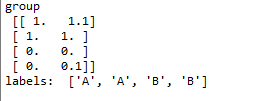 group
[[ 1.   1.1]
[ 1.   1. ]
[ 0.   0. ]
[ 0.   0.1]]
labels:  ['A', 'A', 'B', 'B']